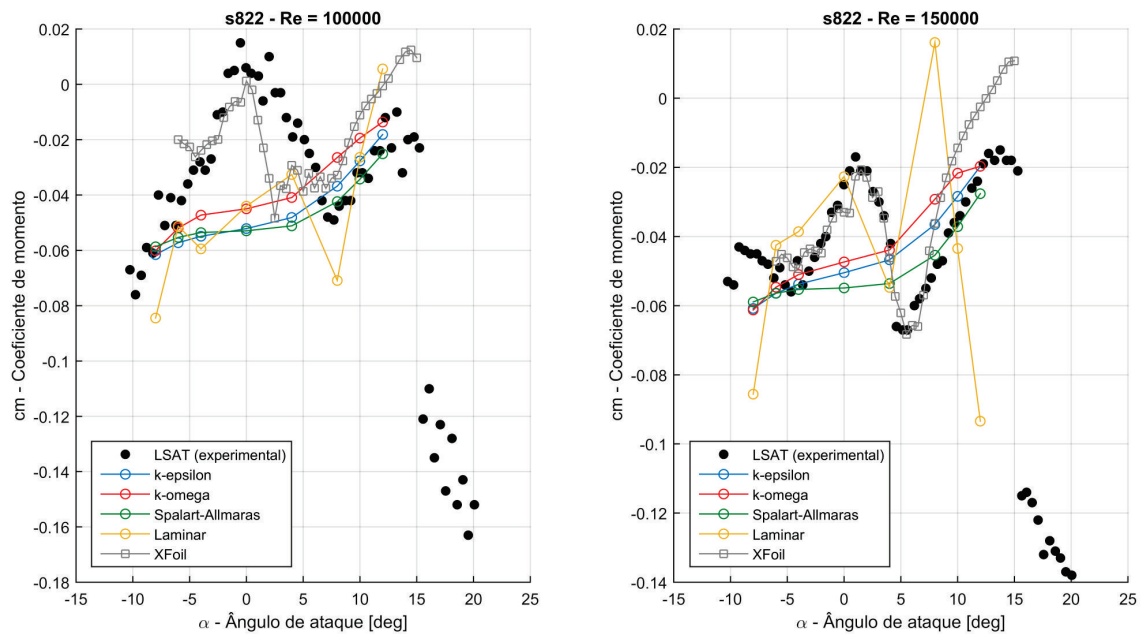 s822 - Re = 100000
0.02
0
-0.02
-0.04
-0.06
-0.08
-0.1
-0.12
-0.14
-0.16
-0.18
cm - Coeficiente de momento
LSAT (experimental)
k-epsilon
k-omega
Spalart-Allmaras
Laminar
XFoil
-15 -10 -5 0 5 10 15 20 25
α - Ângulo de ataque [deg]
s822 - Re = 150000
0.02
0
-0.02
-0.04
-0.06
-0.08
-0.1
-0.12
-0.14
cm - Coeficiente de momento
LSAT (experimental)
k-epsilon
k-omega
Spalart-Allmaras
Laminar
XFoil
-15 -10 -5 0 5 10 15 20 25
α - Ângulo de ataque [deg]